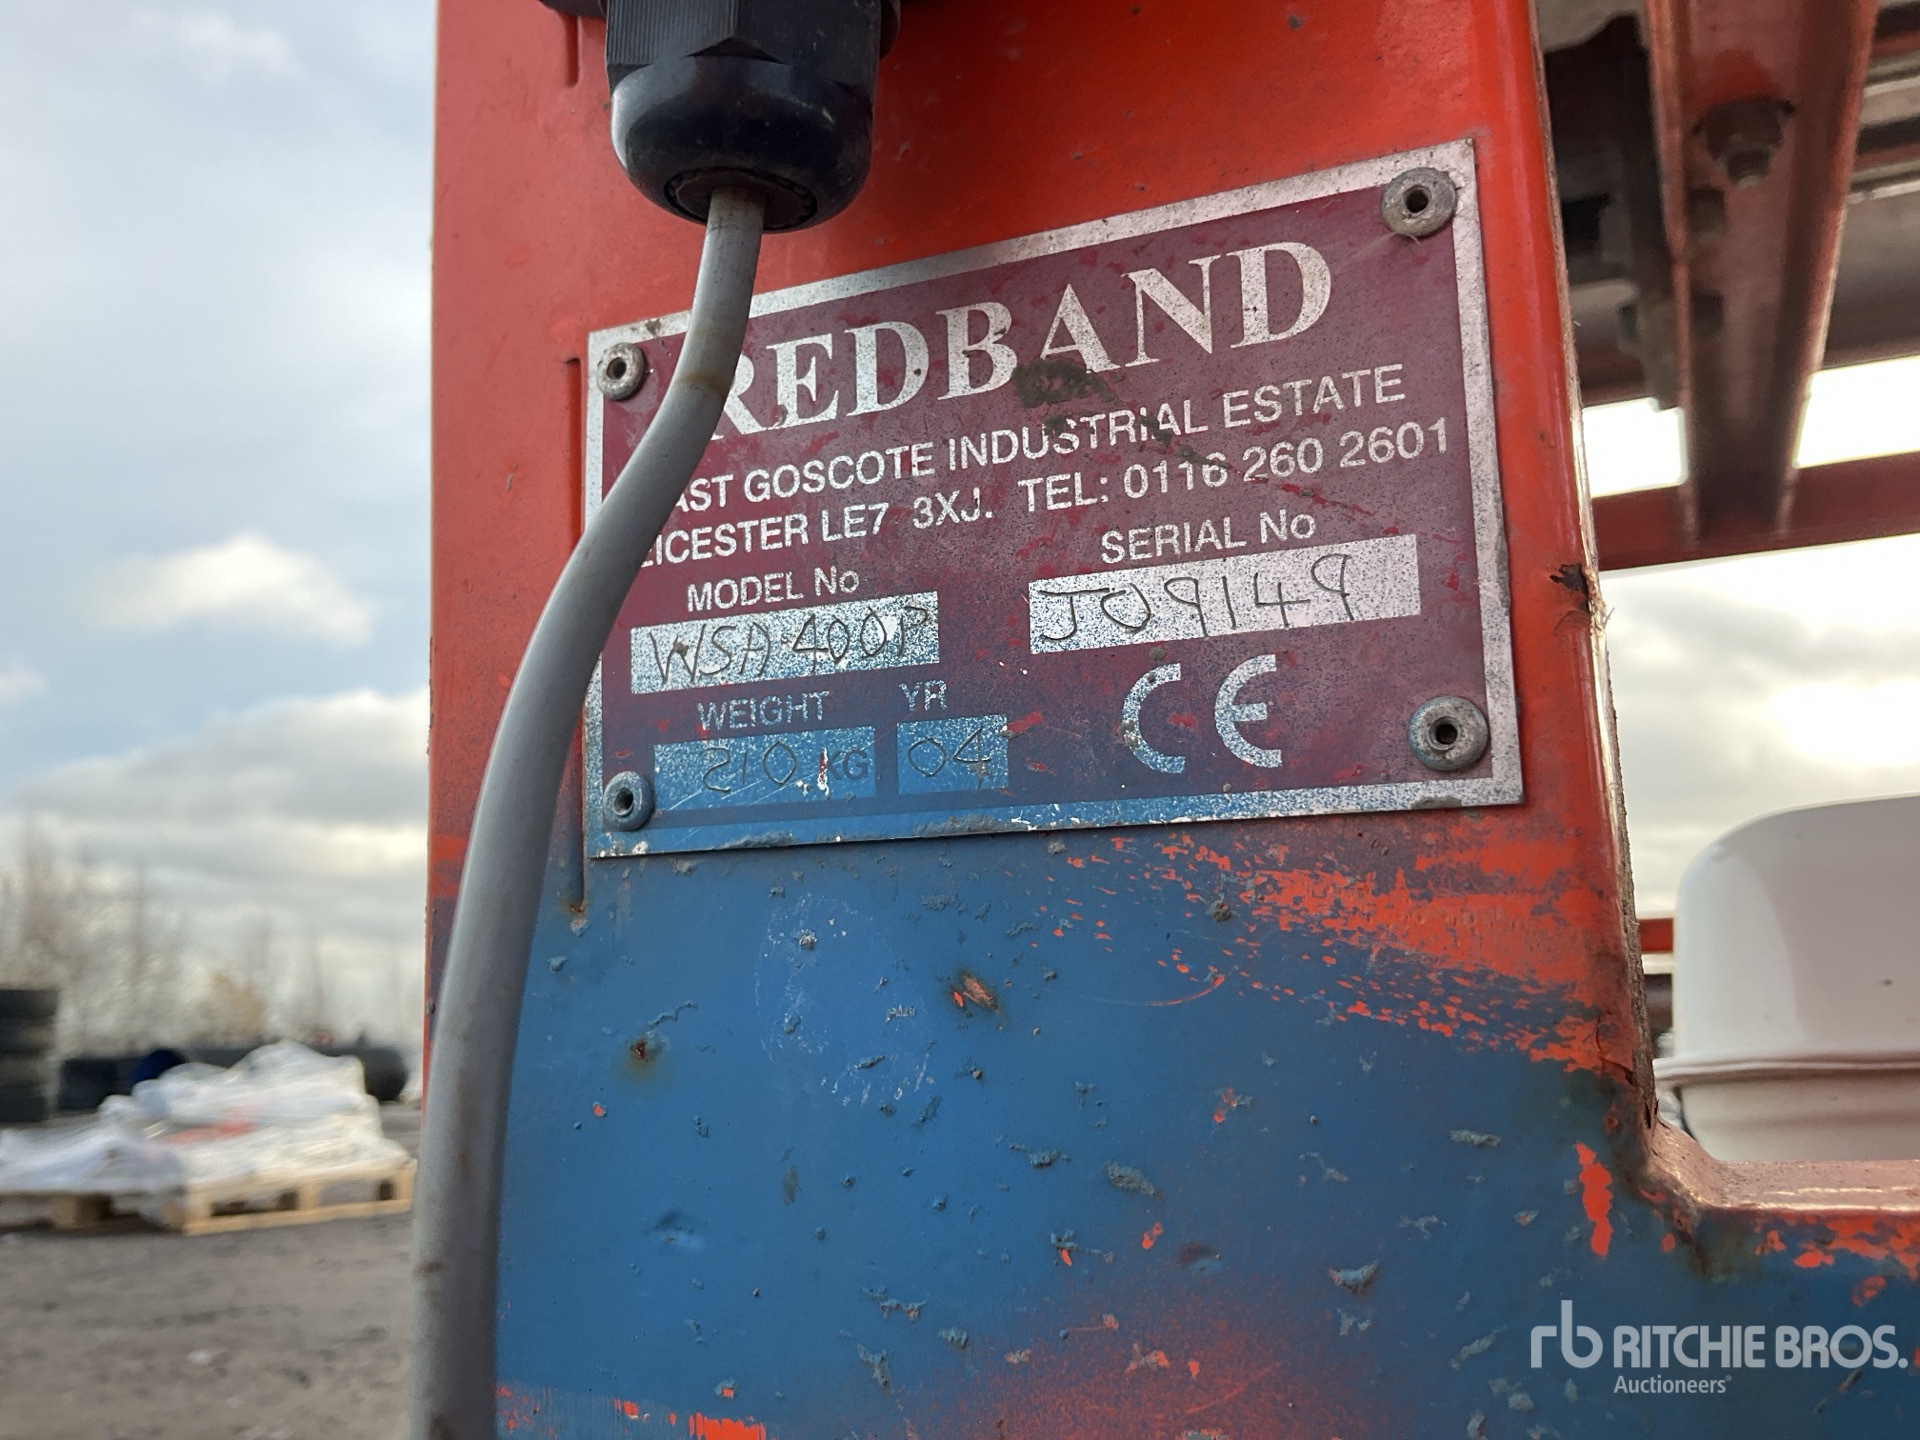 REDBAND
AST GOSCOTE INDUSTRIAL ESTATE
EICESTER LE7 3XJ. TEL: 0116 260 2601
MODEL No SERIAL No
WSA 400P J09149
WEIGHT YR
210 KG 04 CE
rb RITCHIE BROS.
Auctioneers